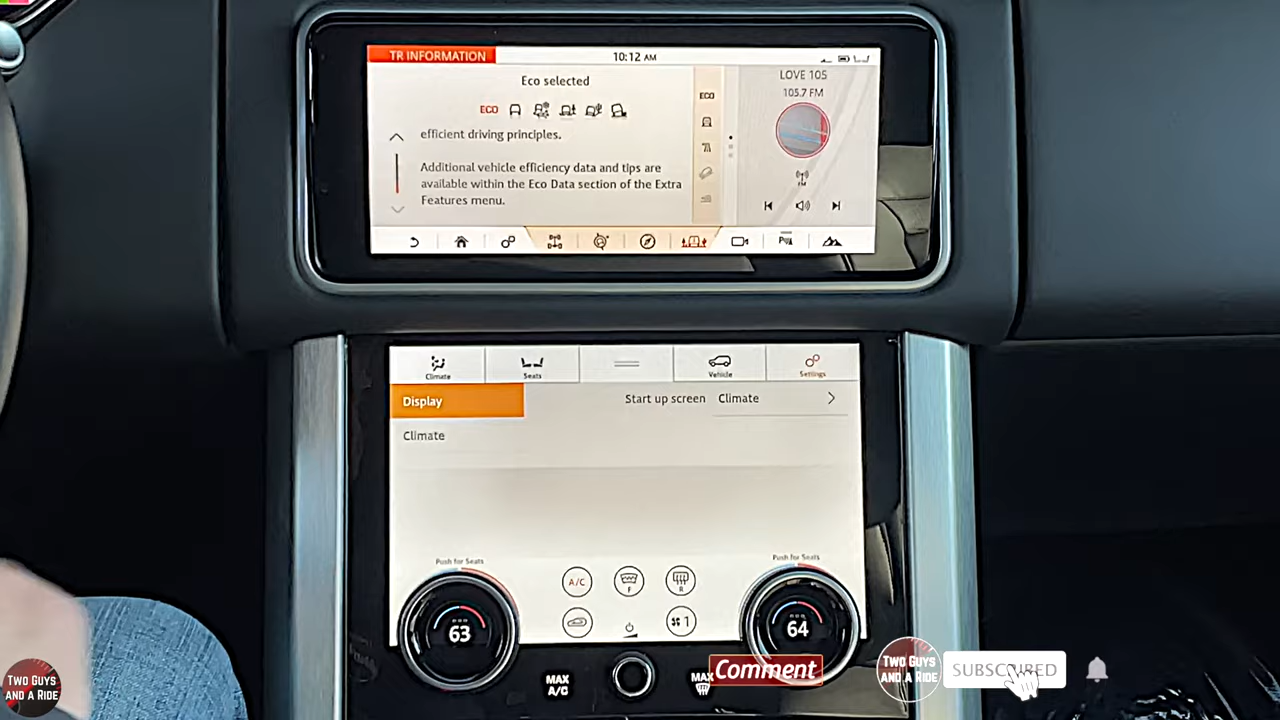 TR INFORMATION
10:12 AM
Eco selected
ECO
efficient driving principles.
Additional vehicle efficiency data and tips are
available within the Eco Data section of the Extra
Features menu.
ECO
LOVE 105
105.7 FM
FM
Climate
Seats
Vehicle
Settings
Display
Start up screen Climate
Climate
Push for Seats
Push for Seats
A/C
F
R
1
63
64
MAX
A/C
MAX
Comment
TWO GUYS
AND A RIDE
SUBSCRIBED
TWO GUYS
AND A RIDE